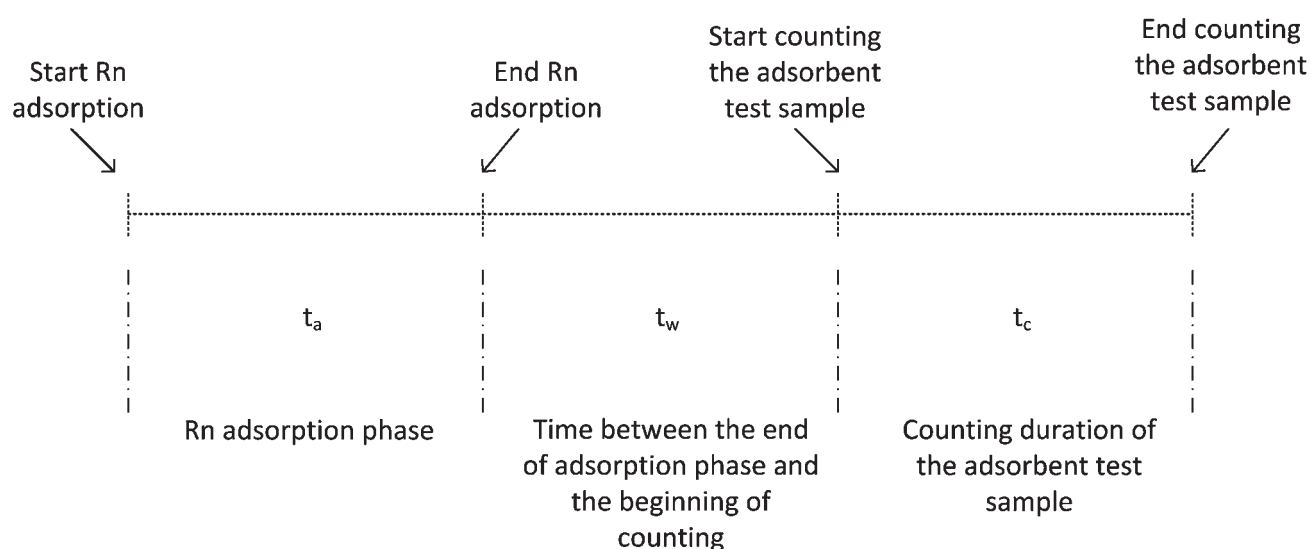 Start Rn
adsorption
End Rn
adsorption
Start counting
the adsorbent
test sample
End counting
the adsorbent
test sample
tₐ
t_w
t_c
Rn adsorption phase
Time between the end
of adsorption phase and
the beginning of
counting
Counting duration of
the adsorbent test
sample